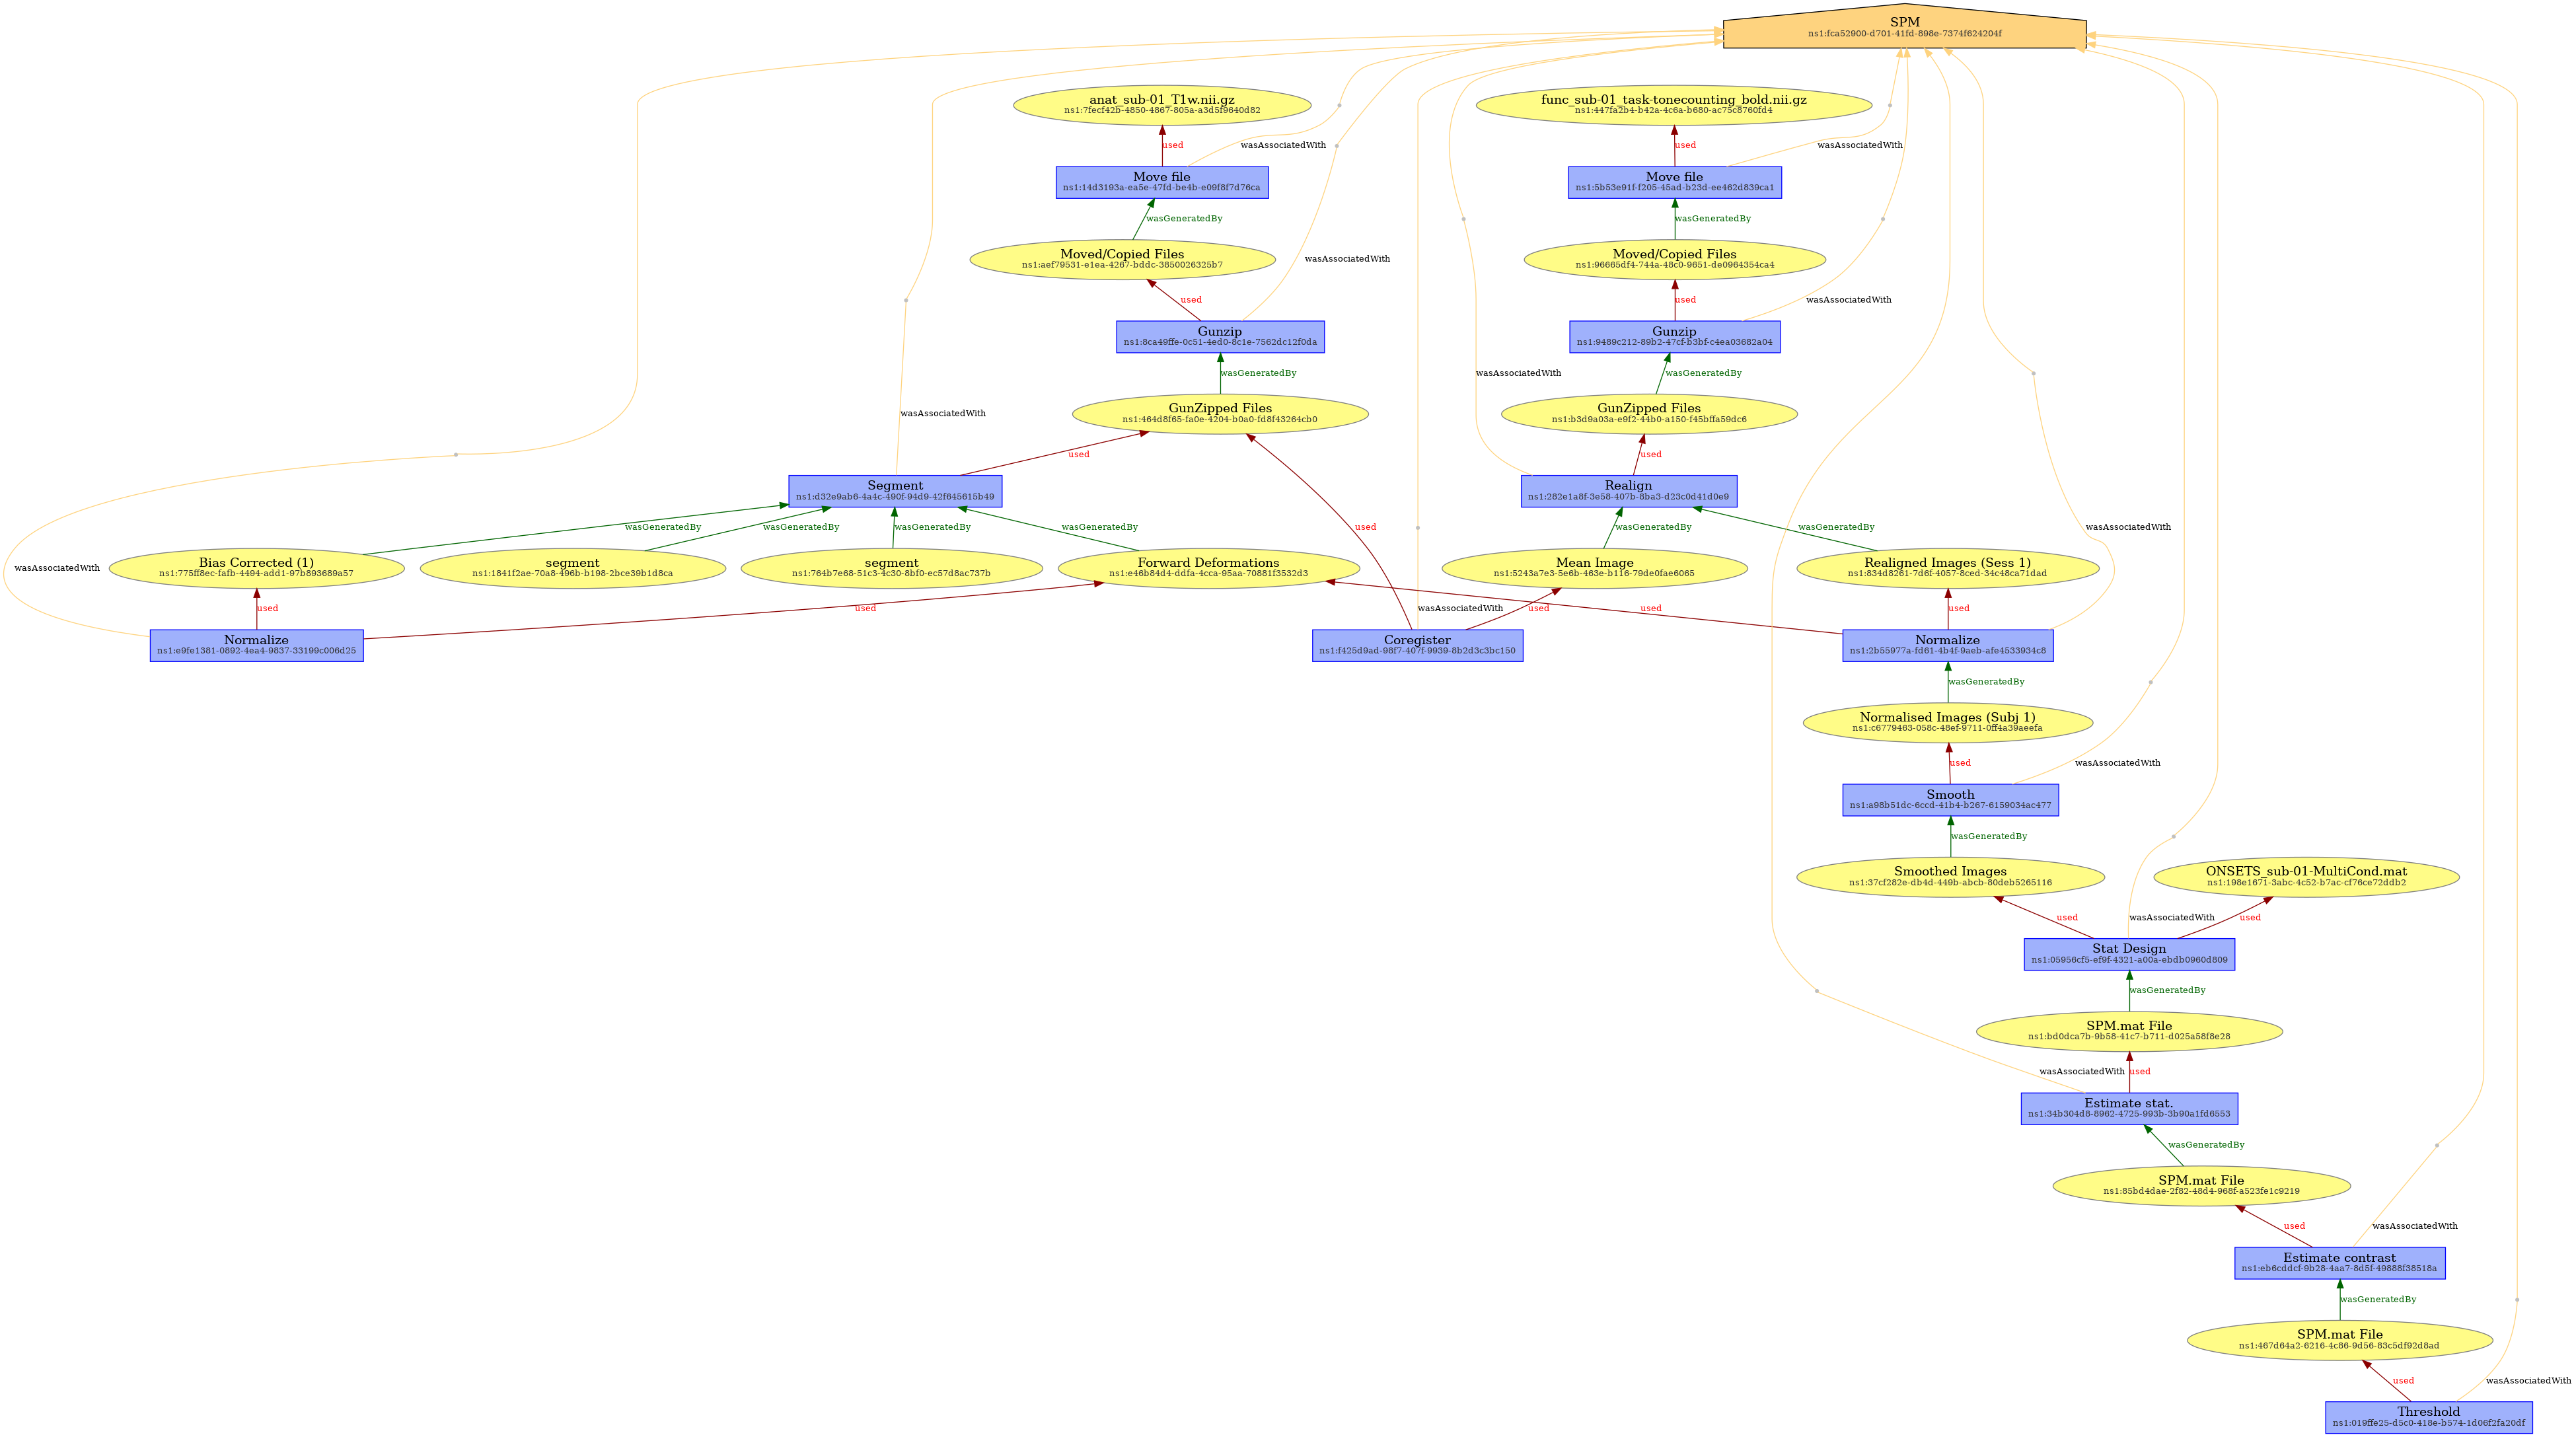 SPM
ns1:fca52900-d701-41fd-898e-7374f624204f
anat_sub-01_T1w.nii.gz
ns1:7fecf42b-4850-4867-805a-a3d5f9640d82
func_sub-01_task-tonecounting_bold.nii.gz
ns1:447fa2b4-b42a-4c6a-b680-ac75c8760fd4
used
wasAssociatedWith
used
wasAssociatedWith
Move file
ns1:14d3193a-ea5e-47fd-be4b-e09f8f7d76ca
Move file
ns1:5b53e91f-f205-45ad-b23d-ee462d839ca1
wasGeneratedBy
wasGeneratedBy
Moved/Copied Files
ns1:aef79531-e1ea-4267-bddc-3850026325b7
wasAssociatedWith
Moved/Copied Files
ns1:96665df4-744a-48c0-9651-de0964354ca4
used
used
wasAssociatedWith
Gunzip
ns1:8ca49ffe-0c51-4ed0-8c1e-7562dc12f0da
Gunzip
ns1:9489c212-89b2-47cf-b3bf-c4ea03682a04
wasGeneratedBy
wasAssociatedWith
wasGeneratedBy
wasAssociatedWith
GunZipped Files
ns1:464d8f65-fa0e-4204-b0a0-fd8f43264cb0
GunZipped Files
ns1:b3d9a03a-e9f2-44b0-a150-f45bffa59dc6
used
used
Segment
ns1:d32e9ab6-4a4c-490f-94d9-42f645615b49
Realign
ns1:282e1a8f-3e58-407b-8ba3-d23c0d41d0e9
wasGeneratedBy
wasGeneratedBy
wasGeneratedBy
wasGeneratedBy
used
wasGeneratedBy
wasGeneratedBy
wasAssociatedWith
wasAssociatedWith
Bias Corrected (1)
ns1:775ff8ec-fafb-4494-add1-97b893689a57
segment
ns1:1841f2ae-70a8-496b-b198-2bce39b1d8ca
segment
ns1:764b7e68-51c3-4c30-8bf0-ec57d8ac737b
Forward Deformations
ns1:e46b84d4-ddfa-4cca-95aa-70881f3532d3
Mean Image
ns1:5243a7e3-5e6b-463e-b116-79de0fae6065
Realigned Images (Sess 1)
ns1:834d8261-7d6f-4057-8ced-34c48ca71dad
used
used
wasAssociatedWith
used
used
used
Normalize
ns1:e9fe1381-0892-4ea4-9837-33199c006d25
Coregister
ns1:f425d9ad-98f7-407f-9939-8b2d3c3bc150
Normalize
ns1:2b55977a-fd61-4b4f-9aeb-afe4533934c8
wasGeneratedBy
Normalised Images (Subj 1)
ns1:c6779463-058c-48ef-9711-0ff4a39aeefa
used
wasAssociatedWith
Smooth
ns1:a98b51dc-6ccd-41b4-b267-6159034ac477
wasGeneratedBy
Smoothed Images
ns1:37cf282e-db4d-449b-abcb-80deb5265116
ONSETS_sub-01-MultiCond.mat
ns1:198e1671-3abc-4c52-b7ac-cf76ce72ddb2
used
wasAssociatedWith
used
Stat Design
ns1:05956cf5-ef9f-4321-a00a-ebdb0960d809
wasGeneratedBy
SPM.mat File
ns1:bd0dca7b-9b58-41c7-b711-d025a58f8e28
wasAssociatedWith
used
Estimate stat.
ns1:34b304d8-8962-4725-993b-3b90a1fd6553
wasGeneratedBy
SPM.mat File
ns1:85bd4dae-2f82-48d4-968f-a523fe1c9219
used
wasAssociatedWith
Estimate contrast
ns1:eb6cddcf-9b28-4aa7-8d5f-49888f38518a
wasGeneratedBy
SPM.mat File
ns1:467d64a2-6216-4c86-9d56-83c5df92d8ad
used
wasAssociatedWith
Threshold
ns1:019ffe25-d5c0-418e-b574-1d06f2fa20df